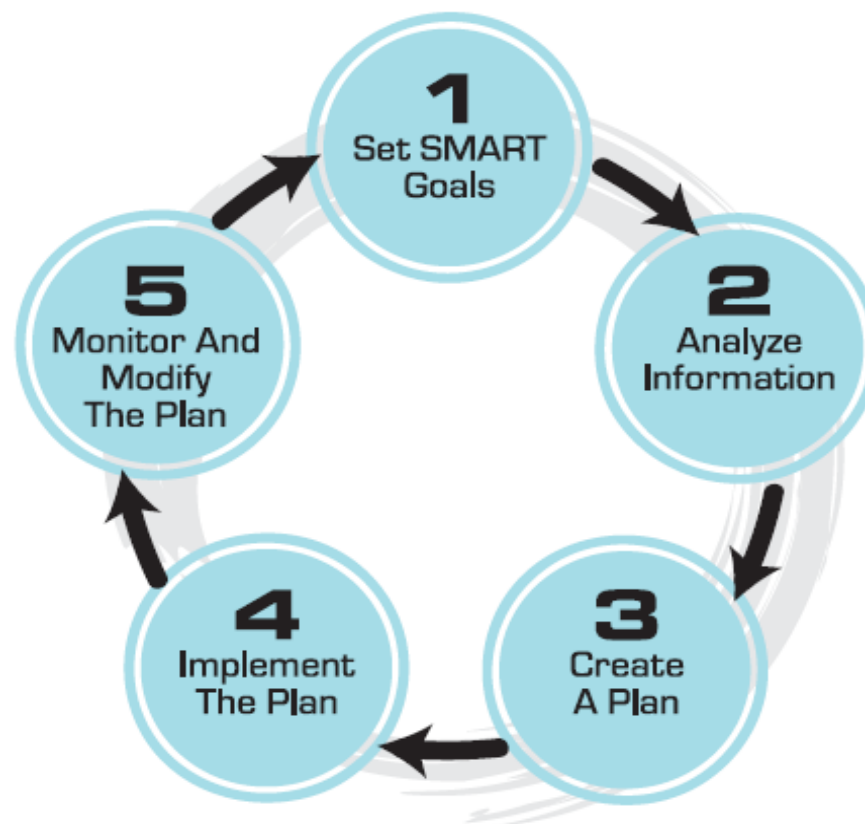 1
Set SMART
Goals
2
Analyze
Information
3
Create
A Plan
4
Implement
The Plan
5
Monitor And
Modify
The Plan